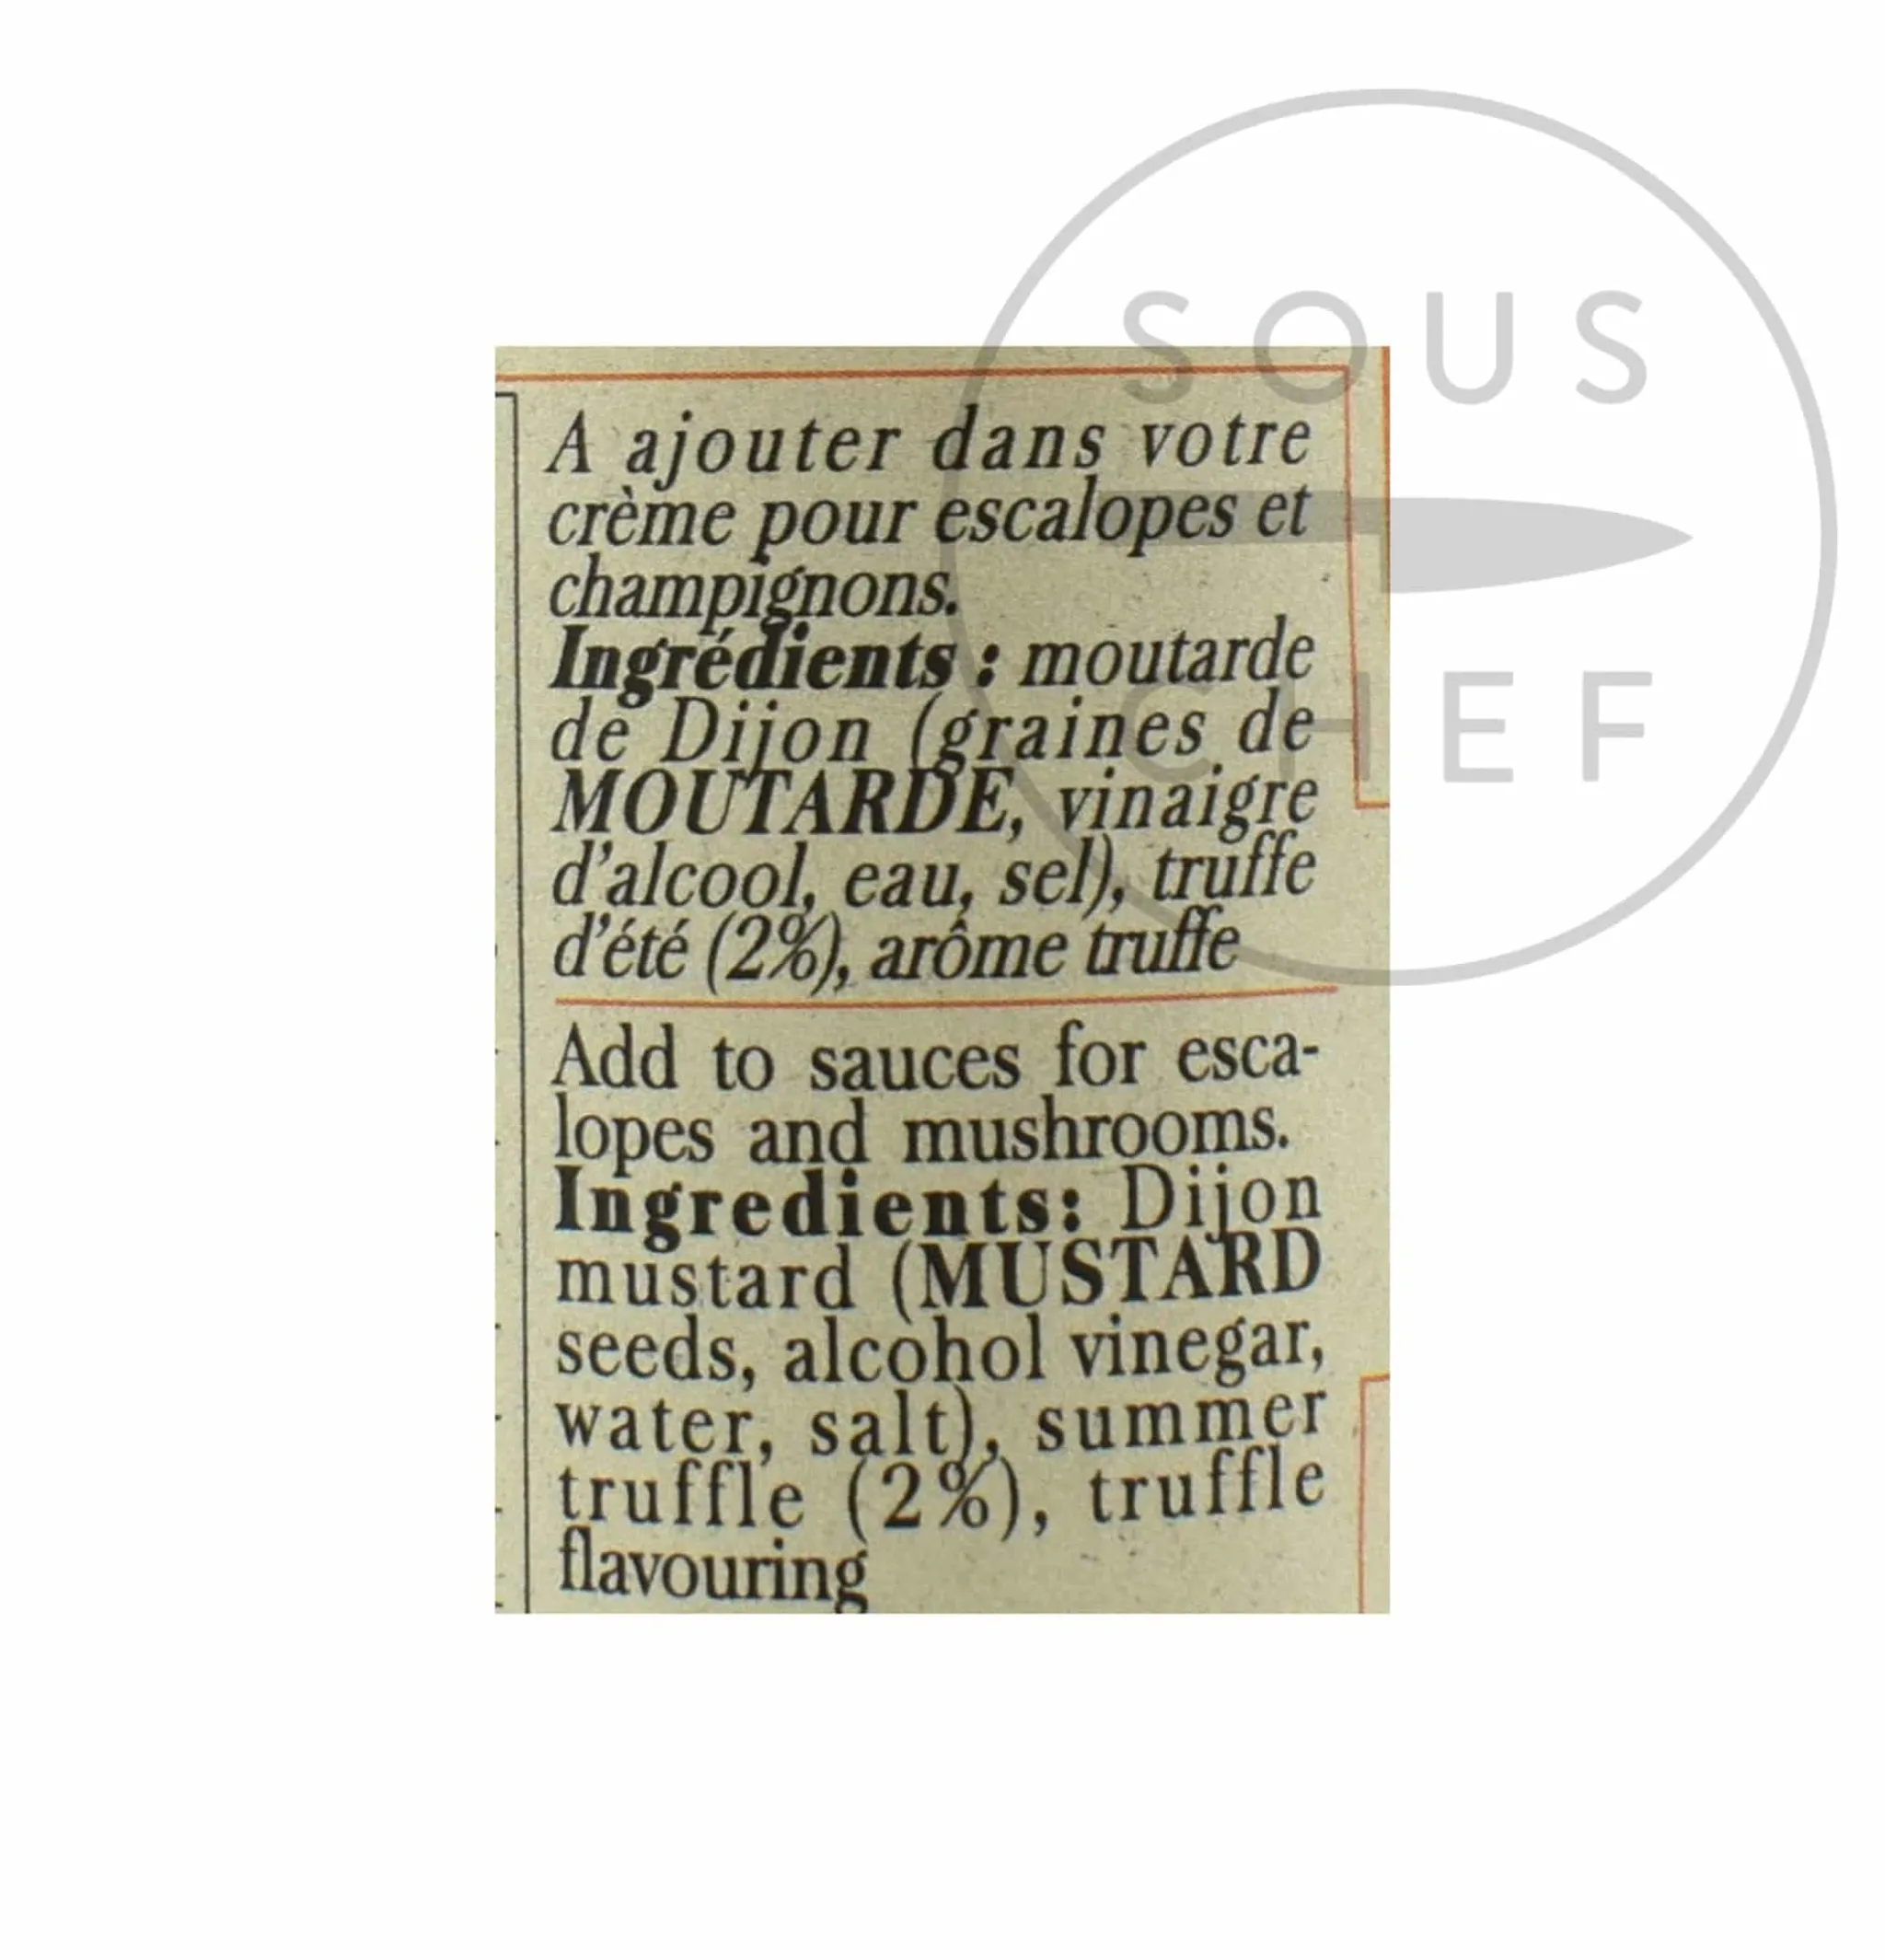 SOUS
CHEF
A ajouter dans votre
crème pour escalopes et
champignons.
Ingrédients : moutarde
de Dijon (graines de
MOUTARDE, vinaigre
d'alcool, eau, sel), truffe
d'été (2%), arôme truffe
Add to sauces for esca-
lopes and mushrooms.
Ingredients: Dijon
mustard (MUSTARD
seeds, alcohol vinegar,
water, salt), summer
truffle (2%), truffle
flavouring